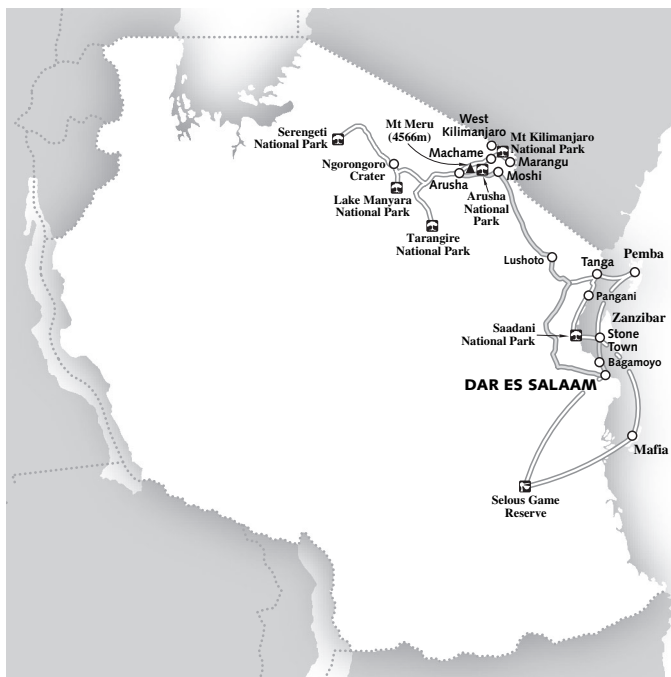 West
Kilimanjaro
Mt Meru
(4566m)
Mt Kilimanjaro
National Park
Serengeti
National Park
Machame
Marangu
Ngorongoro
Crater
Arusha
Moshi
Lake Manyara
National Park
Arusha
National
Park
Tarangire
National Park
Lushoto
Tanga
Pemba
Pangani
Zanzibar
Saadani
National Park
Stone
Town
Bagamoyo
DAR ES SALAAM
Mafia
Selous Game
Reserve